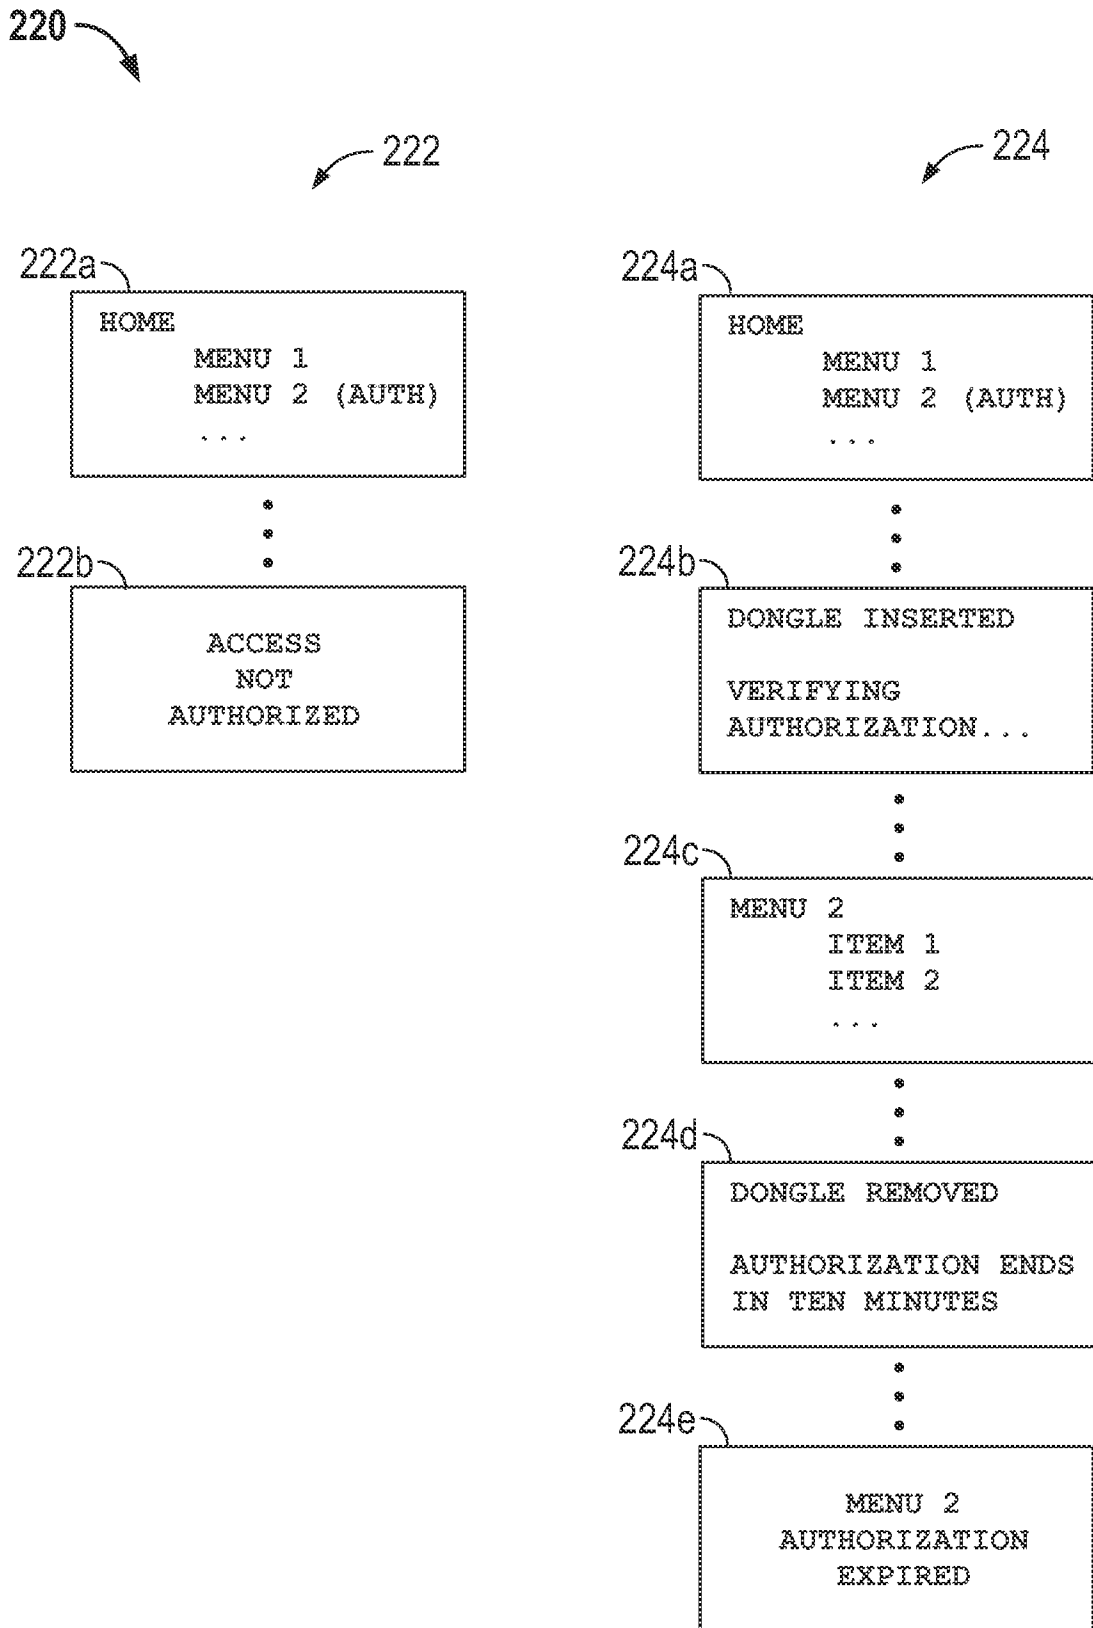 220
222
222a
HOME
MENU 1
MENU 2 (AUTH)
...
222b
ACCESS
NOT
AUTHORIZED
224
224a
HOME
MENU 1
MENU 2 (AUTH)
...
224b
DONGLE INSERTED
VERIFYING
AUTHORIZATION...
224c
MENU 2
ITEM 1
ITEM 2
...
224d
DONGLE REMOVED
AUTHORIZATION ENDS
IN TEN MINUTES
224e
MENU 2
AUTHORIZATION
EXPIRED